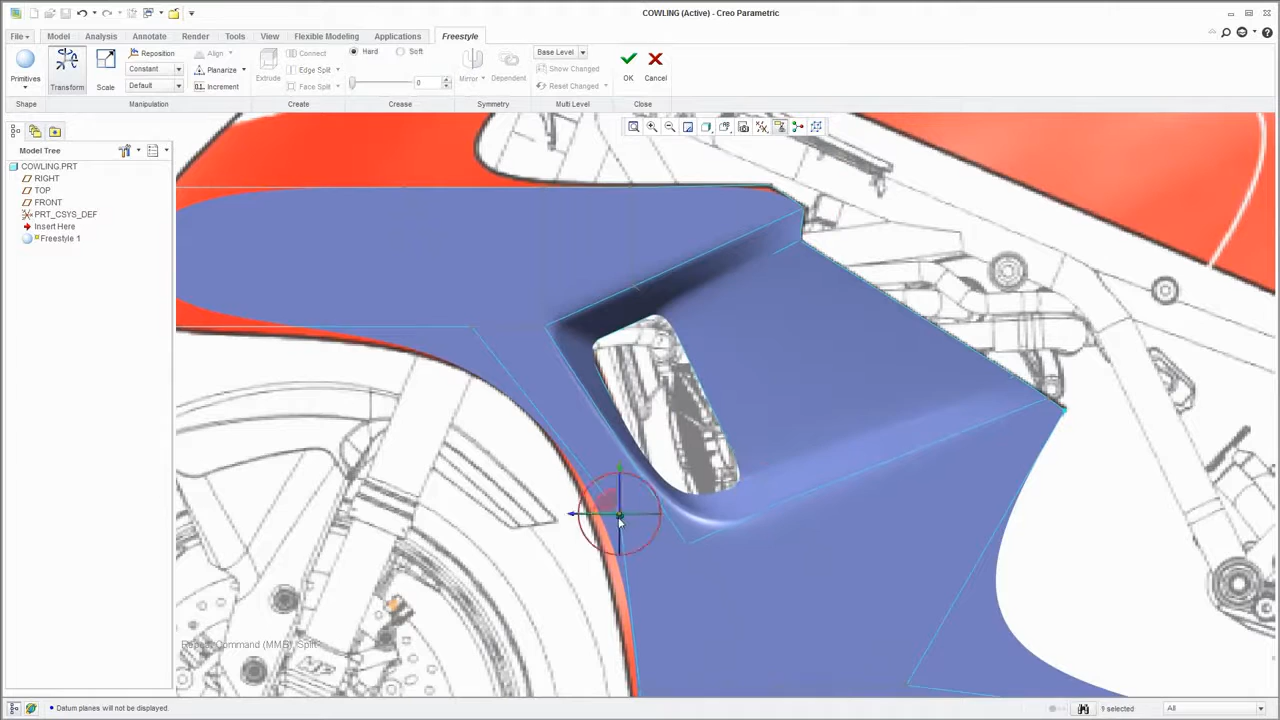 COWLING (Active) - Creo Parametric
File
Model
Analysis
Annotate
Render
Tools
View
Flexible Modeling
Applications
Freestyle
Primitives
Transform
Scale
Reposition
Constant
Default
Align
Planarize
Increment
Extrude
Connect
Edge Split
Face Split
Hard
Soft
0
Mirror
Dependent
Base Level
Show Changed
Reset Changed
OK
Cancel
Shape
Manipulation
Create
Crease
Symmetry
Multi Level
Close
Model Tree
COWLING.PRT
RIGHT
TOP
FRONT
PRT_CSYS_DEF
Insert Here
Freestyle 1
Repeat Command (MMB): Split
• Datum planes will not be displayed.
1 selected
All